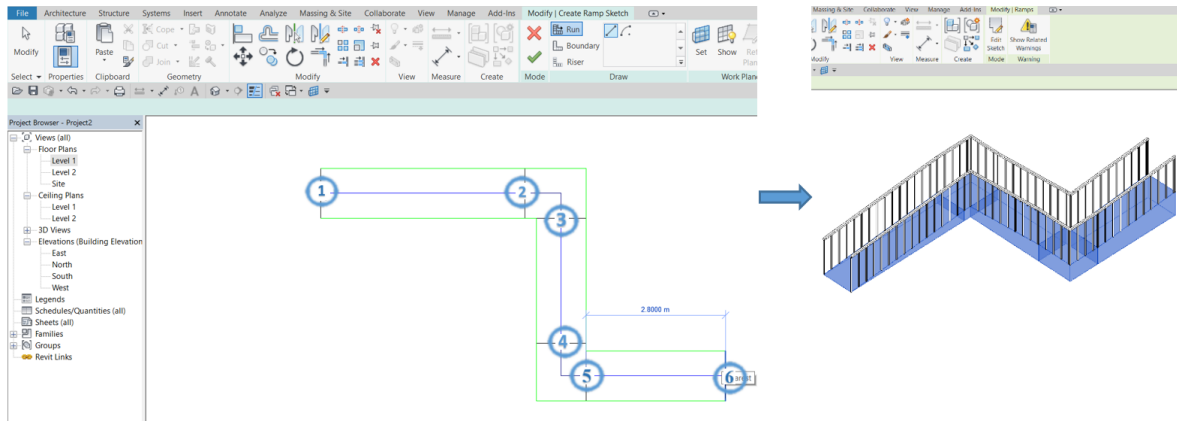 File Architecture Structure Systems Insert Annotate Analyze Massing & Site Collaborate View Manage Add-Ins Modify | Create Ramp Sketch
Modify
Paste
Cope
Cut
Join
Run
Boundary
Riser
Set Show
Select Properties Clipboard Geometry Modify View Measure Create Mode Draw Work Plane
Project Browser - Project2
Views (all)
Floor Plans
Level 1
Level 2
Site
Ceiling Plans
Level 1
Level 2
3D Views
Elevations (Building Elevation
East
North
South
West
Legends
Schedules/Quantities (all)
Sheets (all)
Families
Groups
Revit Links
1
2
3
4
5
6
2.8000 m
Massing & Site Collaborate View Manage Add-Ins Modify | Ramps
Edit Sketch
Show Related Warnings
Modify View Measure Create Mode Warning